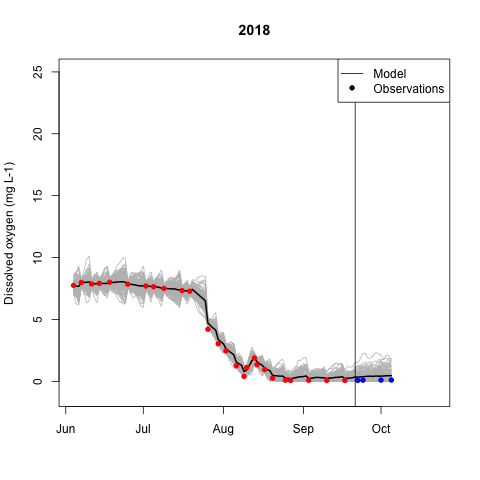 2018
Model
Observations
Dissolved oxygen (mg L-1)
25
20
15
10
5
0
Jun
Jul
Aug
Sep
Oct